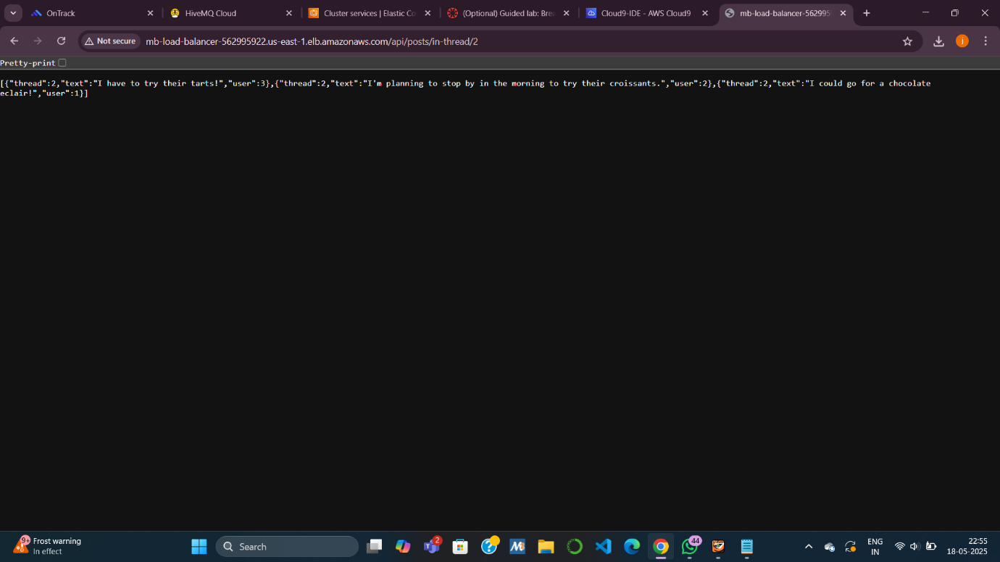 OnTrack
HiveMQ Cloud
Cluster services | Elastic Co
(Optional) Guided lab: Brea
Cloud9-IDE - AWS Cloud9
mb-load-balancer-562995
Not secure
mb-load-balancer-562995922.us-east-1.elb.amazonaws.com/api/posts/in-thread/2
j
Pretty-print
[{"thread":2,"text":"I have to try their tarts!","user":3},{"thread":2,"text":"I'm planning to stop by in the morning to try their croissants.","user":2},{"thread":2,"text":"I could go for a chocolate
eclair!","user":1}]
9+
Frost warning
In effect
Search
2
44
ENG
IN
22:55
18-05-2025